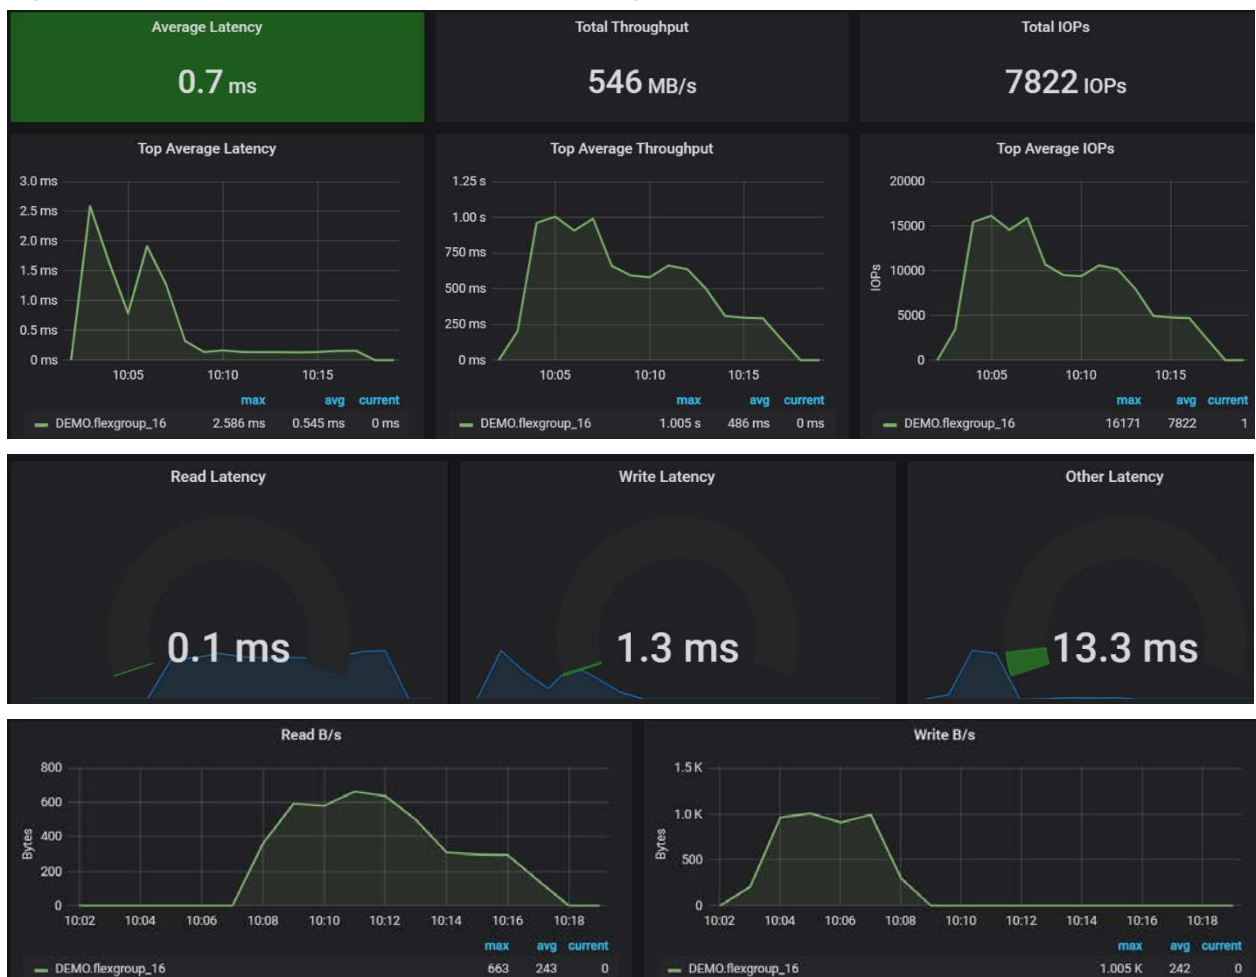 Average Latency
0.7 ms
Total Throughput
546 MB/s
Total IOPs
7822 IOPs
Top Average Latency
3.0 ms
2.5 ms
2.0 ms
1.5 ms
1.0 ms
0.5 ms
0 ms
10:05 10:10 10:15
max avg current
DEMO.flexgroup_16 2.586 ms 0.545 ms 0 ms
Top Average Throughput
1.25 s
1.00 s
750 ms
500 ms
250 ms
0 ms
10:05 10:10 10:15
max avg current
DEMO.flexgroup_16 1.005 s 486 ms 0 ms
Top Average IOPs
IOPs
20000
15000
10000
5000
0
10:05 10:10 10:15
max avg current
DEMO.flexgroup_16 16171 7822 1
Read Latency
0.1 ms
Write Latency
1.3 ms
Other Latency
13.3 ms
Read B/s
Bytes
800
600
400
200
0
10:02 10:04 10:06 10:08 10:10 10:12 10:14 10:16 10:18
max avg current
DEMO.flexgroup_16 663 243 0
Write B/s
Bytes
1.5 K
1.0 K
500
0
10:02 10:04 10:06 10:08 10:10 10:12 10:14 10:16 10:18
max avg current
DEMO.flexgroup_16 1.005 K 242 0